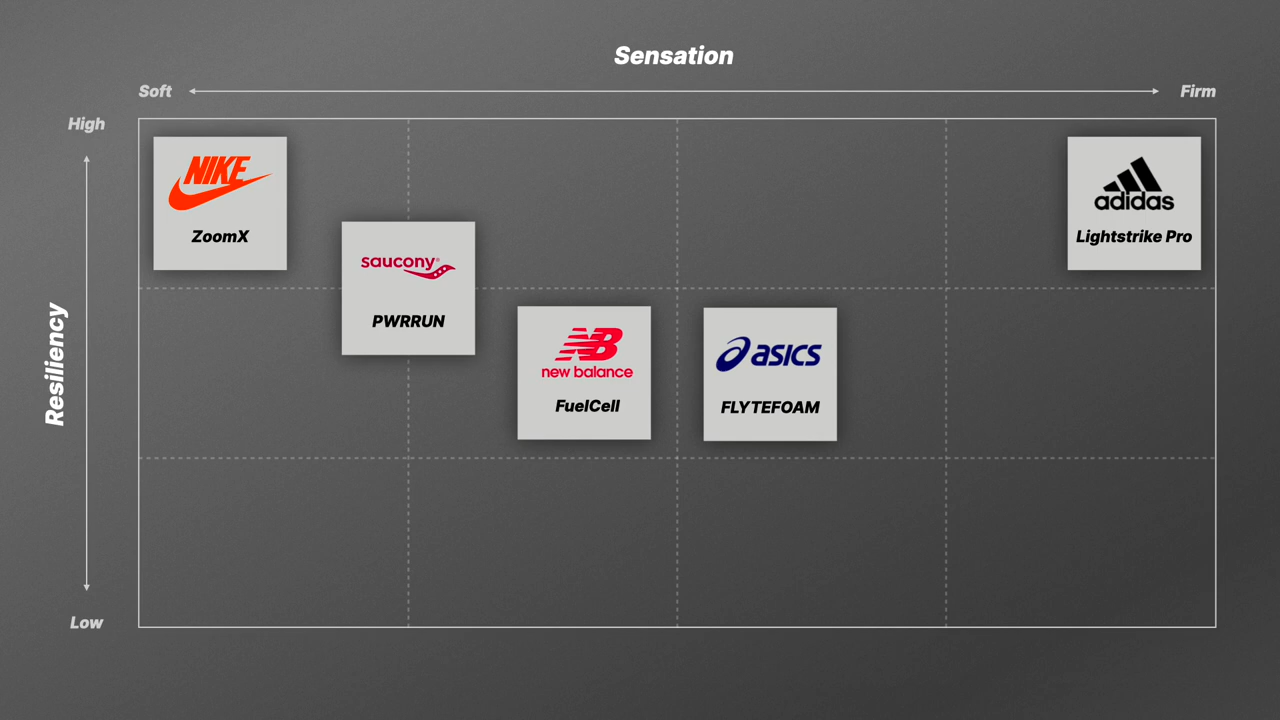 Sensation
Soft
Firm
High
NIKE
ZoomX
adidas
Lightstrike Pro
saucony®
PWRRUN
new balance
FuelCell
asics
FLYTEFOAM
Resiliency
Low